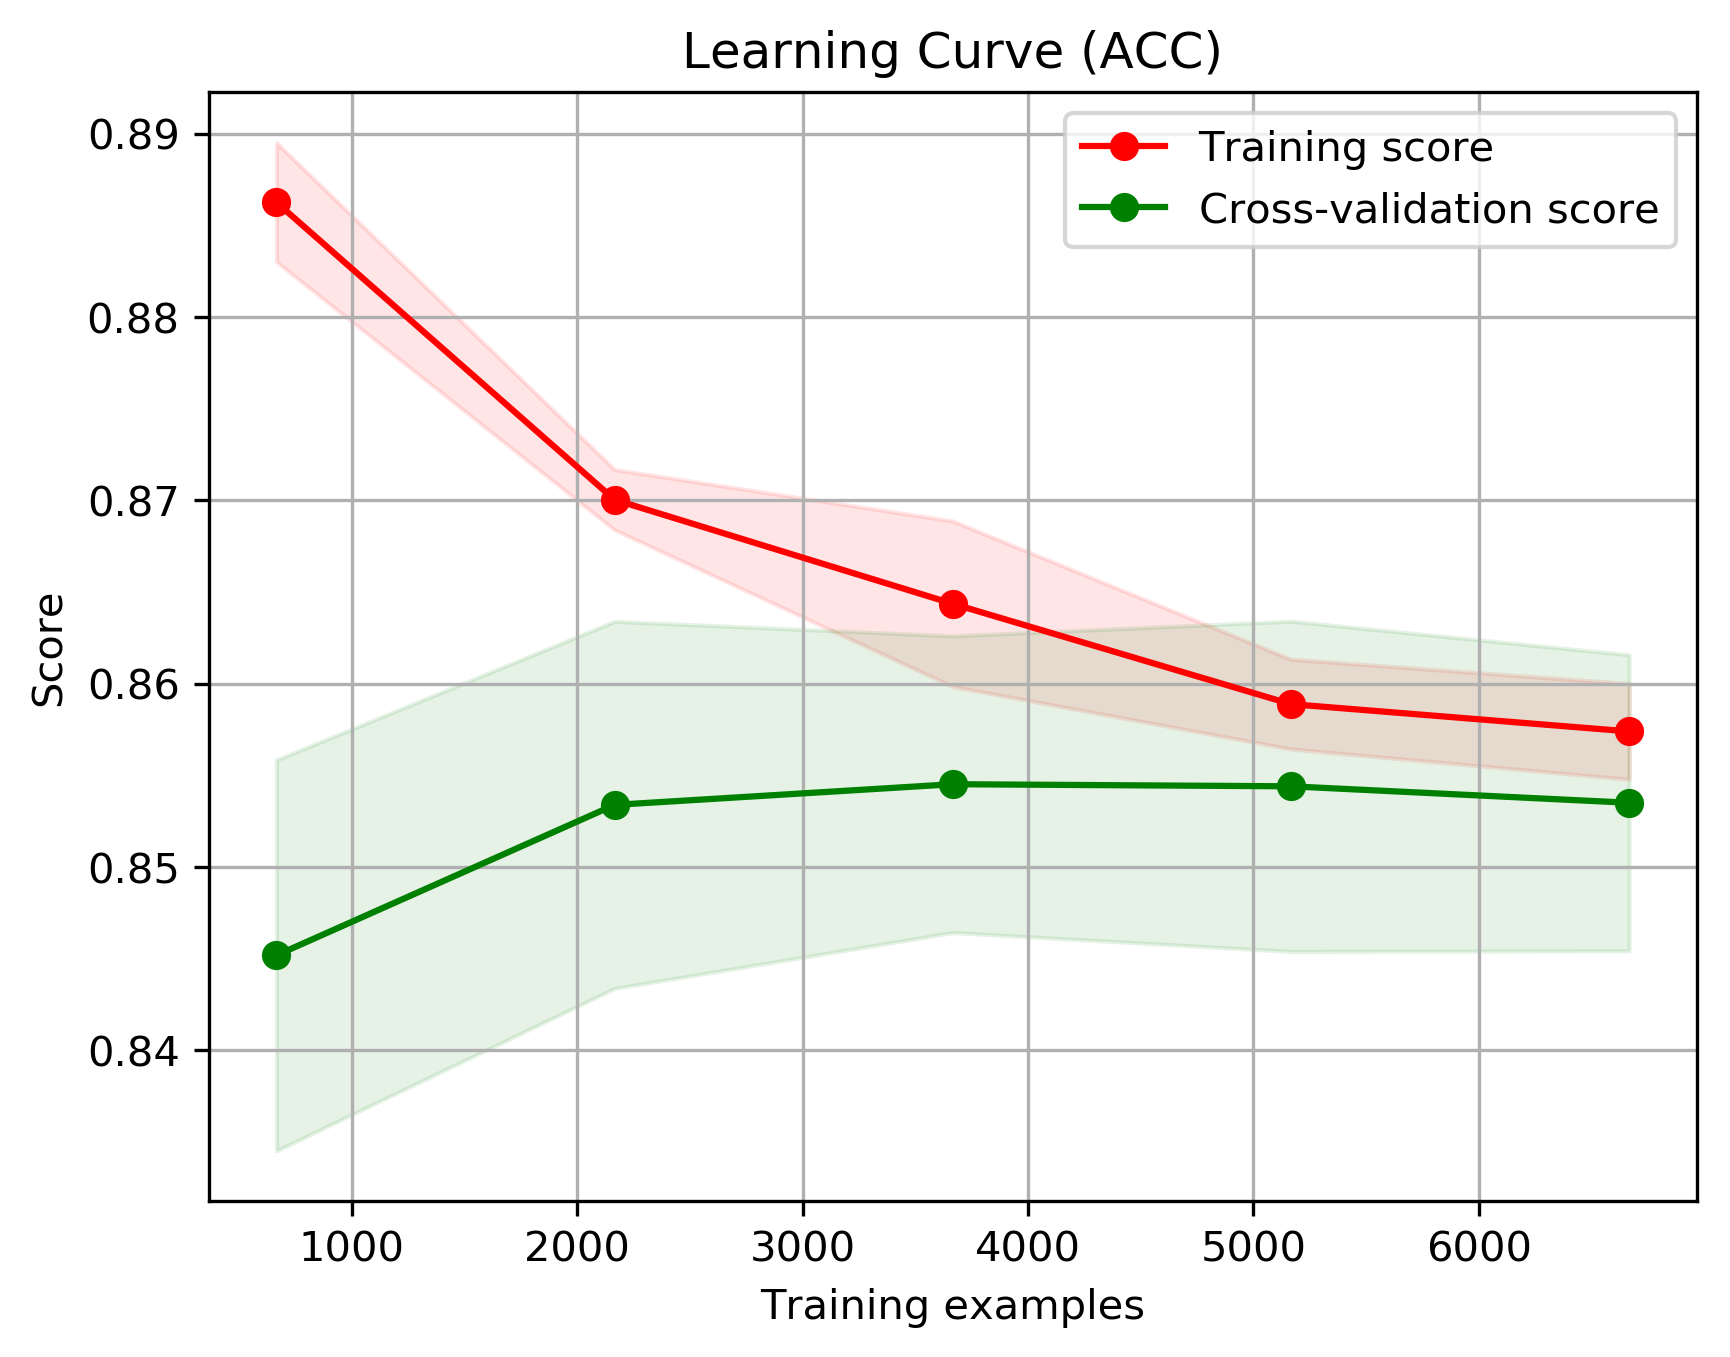 Learning Curve (ACC)
Training score
Cross-validation score
0.89
0.88
0.87
0.86
0.85
0.84
Score
1000 2000 3000 4000 5000 6000
Training examples